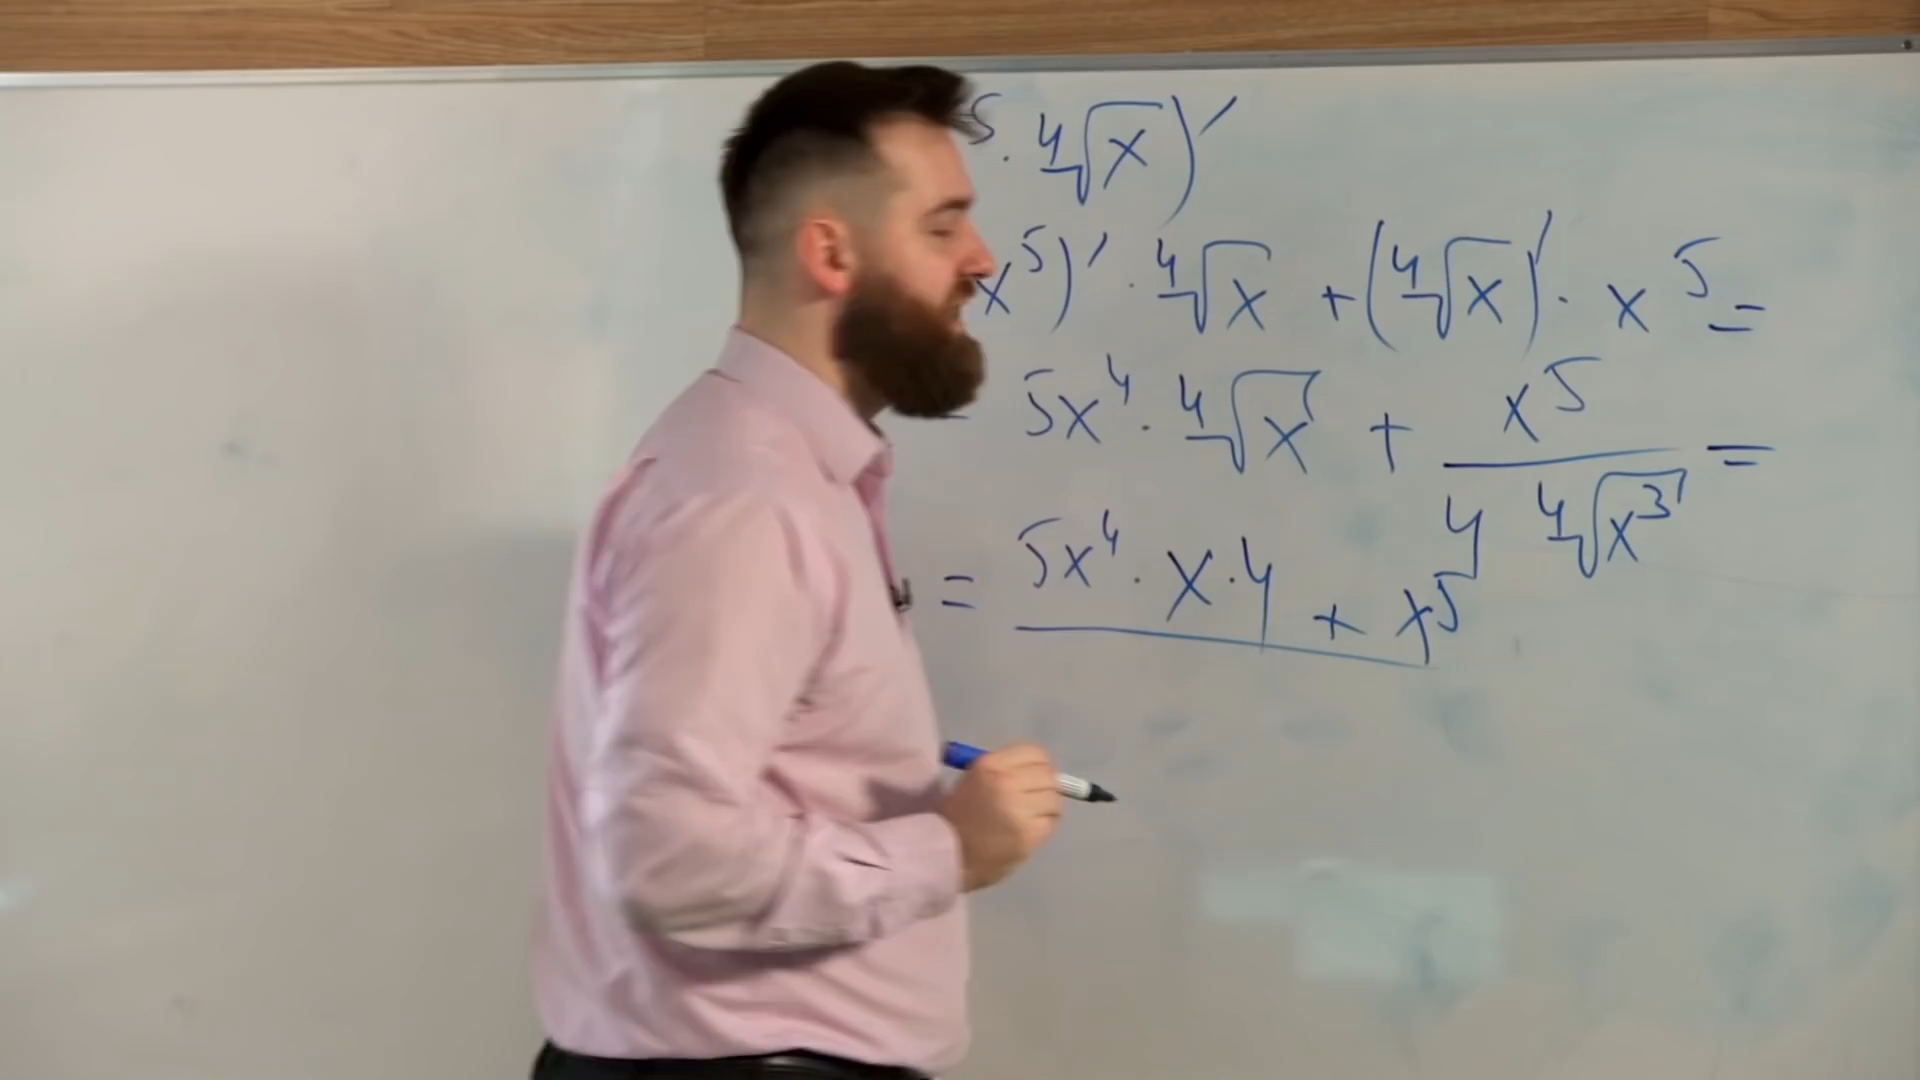 5 · ⁴√x)′
x⁵)′ · ⁴√x + (⁴√x)′ · x⁵ =
5x⁴ · ⁴√x + x⁵ / 4 ⁴√x³ =
= 5x⁴ · x · 4 + x⁵